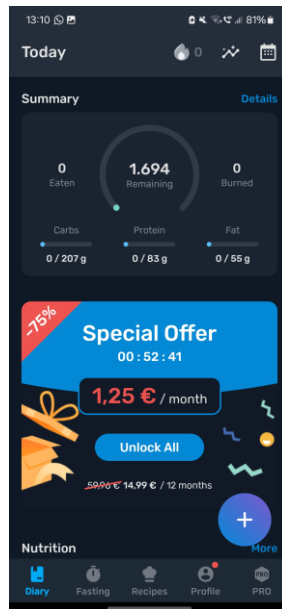 13:10 81%
Today 0
Summary Details
0 1.694 0
Eaten Remaining Burned
Carbs Protein Fat
0 / 207 g 0 / 83 g 0 / 55 g
-75%
Special Offer
00 : 52 : 41
1,25 € / month
Unlock All
59,96 € 14,99 € / 12 months
+
Nutrition More
PRO
Diary Fasting Recipes Profile PRO